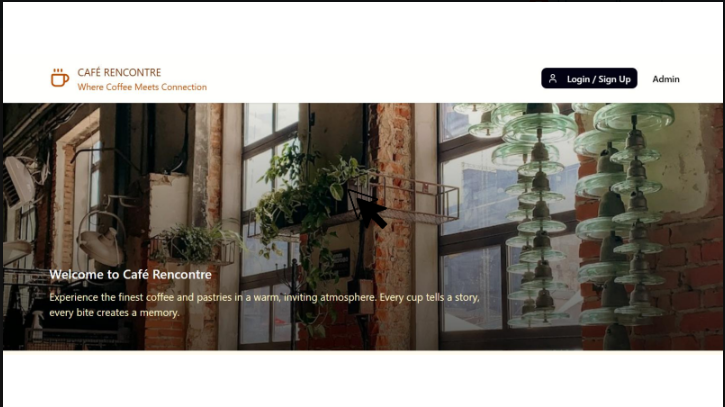 CAFÉ RENCONTRE
Where Coffee Meets Connection
Login / Sign Up
Admin
Welcome to Café Rencontre
Experience the finest coffee and pastries in a warm, inviting atmosphere. Every cup tells a story,
every bite creates a memory.